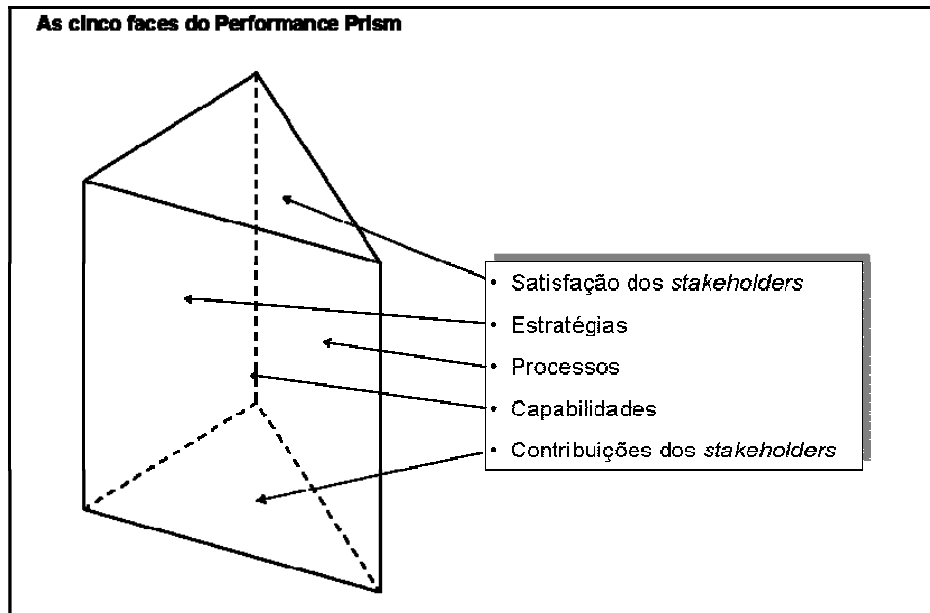 As cinco faces do Performance Prism
• Satisfação dos stakeholders
• Estratégias
• Processos
• Capabilidades
• Contribuições dos stakeholders